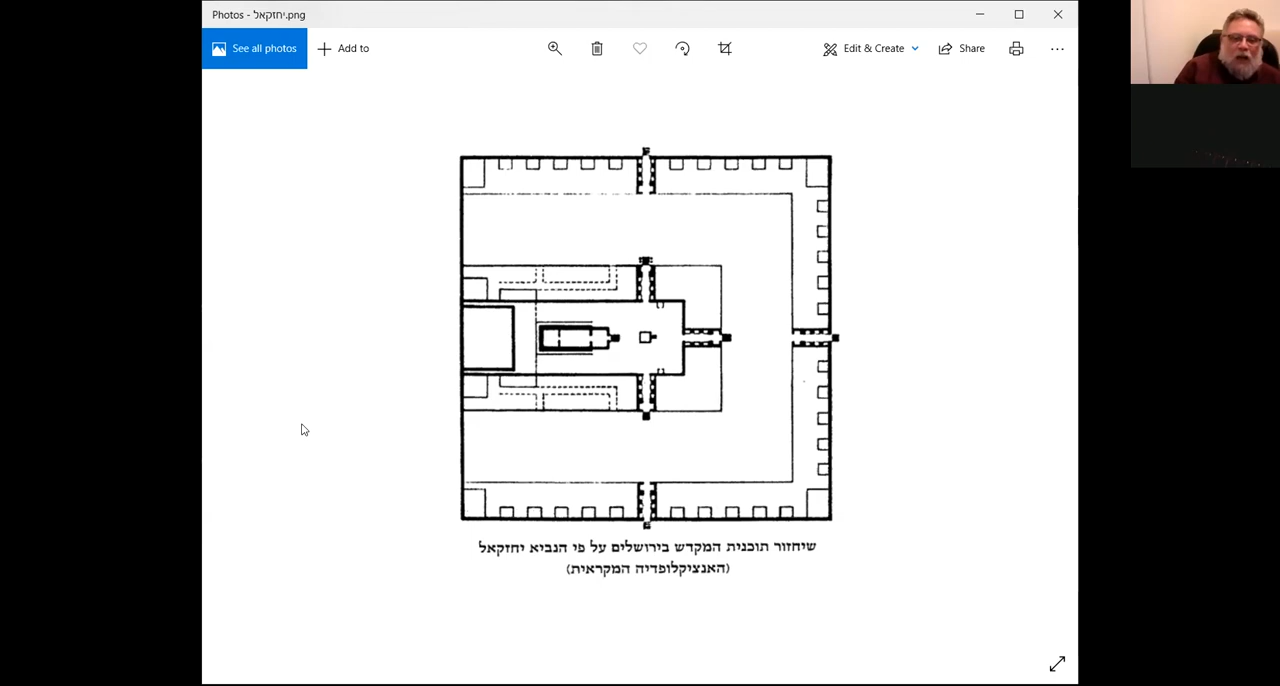 Photos - יחזקאל.png
See all photos
Add to
Edit & Create
Share
שיחזור תוכנית המקדש בירושלים על פי הנביא יחזקאל
(האנציקלופדיה המקראית)